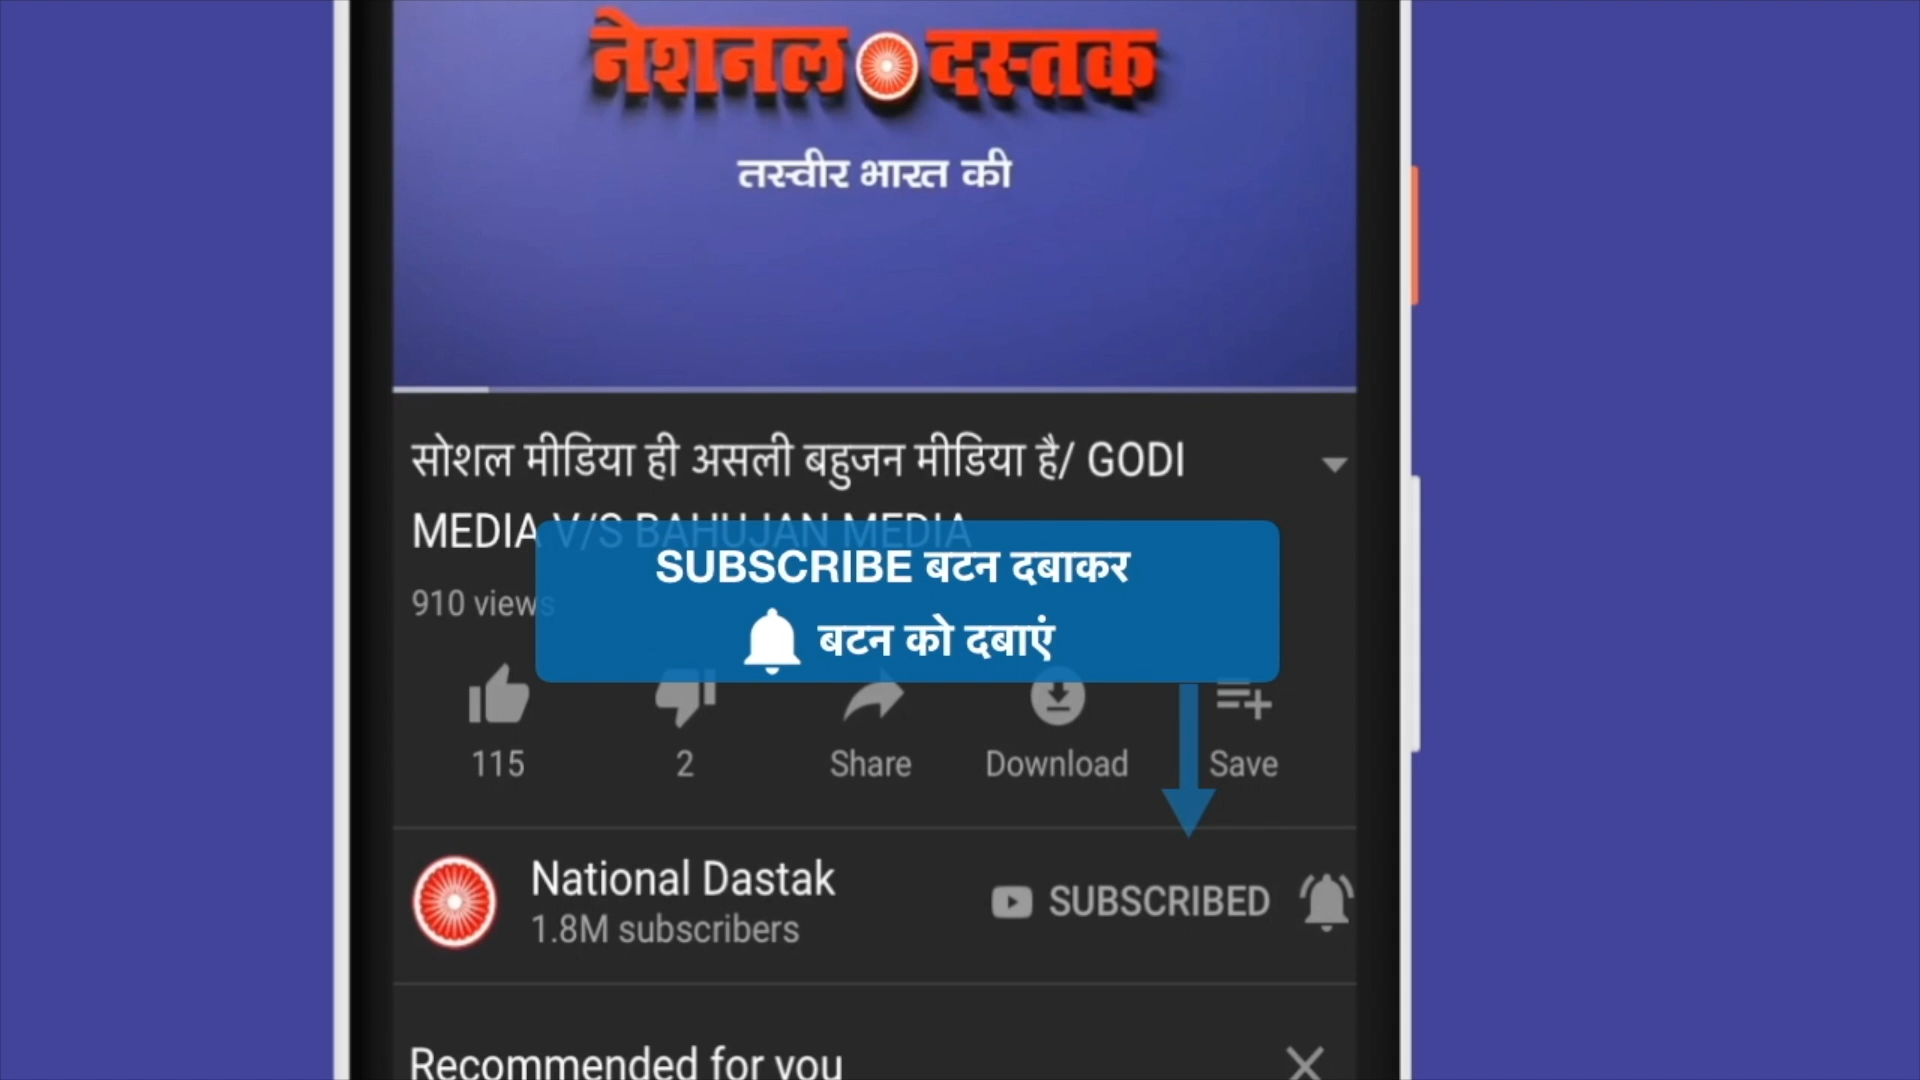 नेशनल दस्तक
तस्वीर भारत की
सोशल मीडिया ही असली बहुजन मीडिया है/ GODI
MEDIA V/S BAHUJAN MEDIA
910 views
SUBSCRIBE बटन दबाकर
बटन को दबाएं
115
2
Share
Download
Save
National Dastak
1.8M subscribers
SUBSCRIBED
Recommended for you